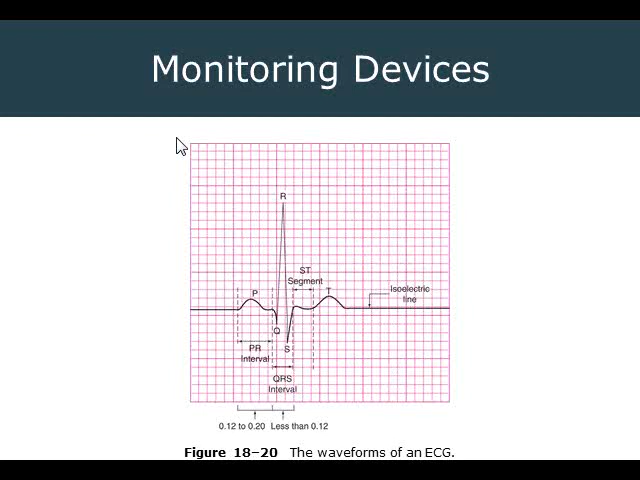 Monitoring Devices
R
ST
Segment
P
T
Isoelectric
line
Q
S
PR
Interval
QRS
Interval
0.12 to 0.20 Less than 0.12
Figure 18–20 The waveforms of an ECG.